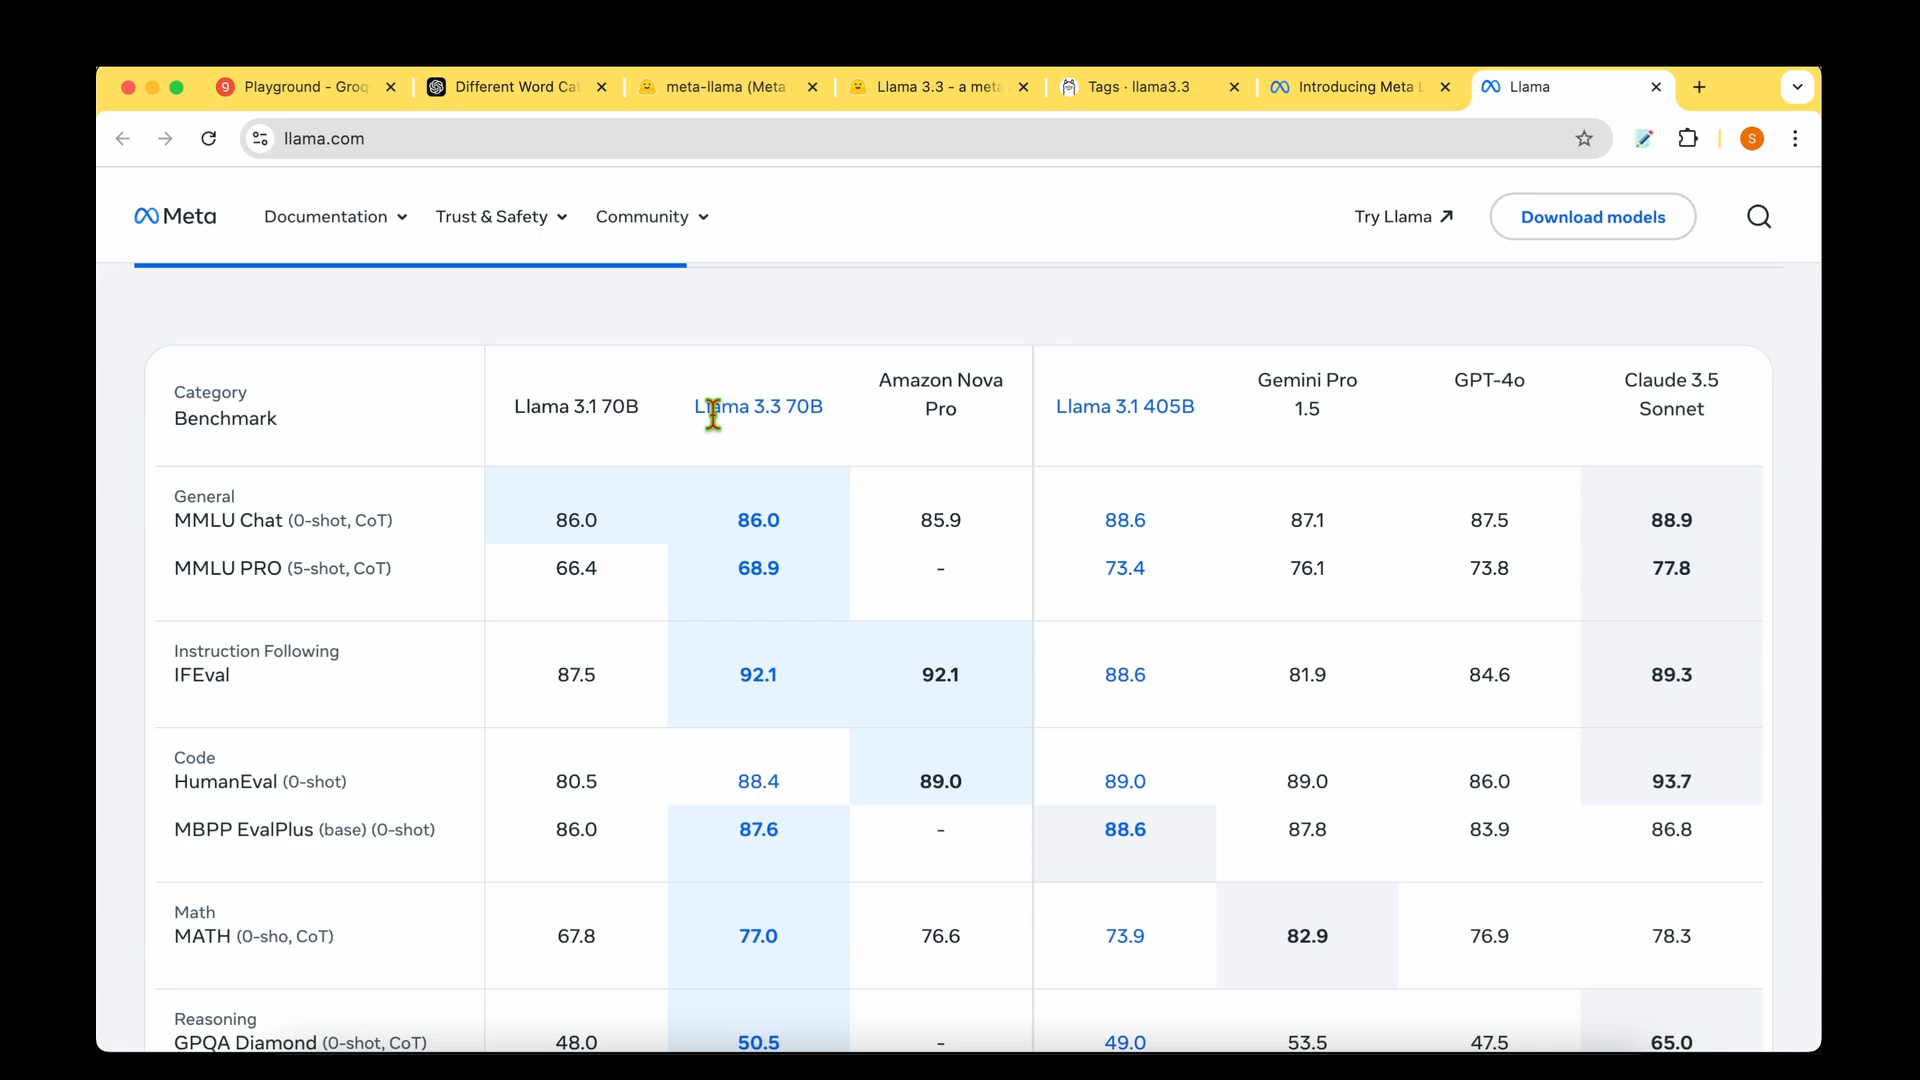 Playground - Groq
Different Word Cat
meta-llama (Meta
Llama 3.3 - a meta
Tags · llama3.3
Introducing Meta L
Llama
llama.com
S
Meta
Documentation
Trust & Safety
Community
Try Llama
Download models
Category
Benchmark
Llama 3.1 70B
Llama 3.3 70B
Amazon Nova
Pro
Llama 3.1 405B
Gemini Pro
1.5
GPT-4o
Claude 3.5
Sonnet
General
MMLU Chat (0-shot, CoT) 86.0 86.0 85.9 88.6 87.1 87.5 88.9
MMLU PRO (5-shot, CoT) 66.4 68.9 - 73.4 76.1 73.8 77.8
Instruction Following
IFEval 87.5 92.1 92.1 88.6 81.9 84.6 89.3
Code
HumanEval (0-shot) 80.5 88.4 89.0 89.0 89.0 86.0 93.7
MBPP EvalPlus (base) (0-shot) 86.0 87.6 - 88.6 87.8 83.9 86.8
Math
MATH (0-sho, CoT) 67.8 77.0 76.6 73.9 82.9 76.9 78.3
Reasoning
GPQA Diamond (0-shot, CoT) 48.0 50.5 - 49.0 53.5 47.5 65.0